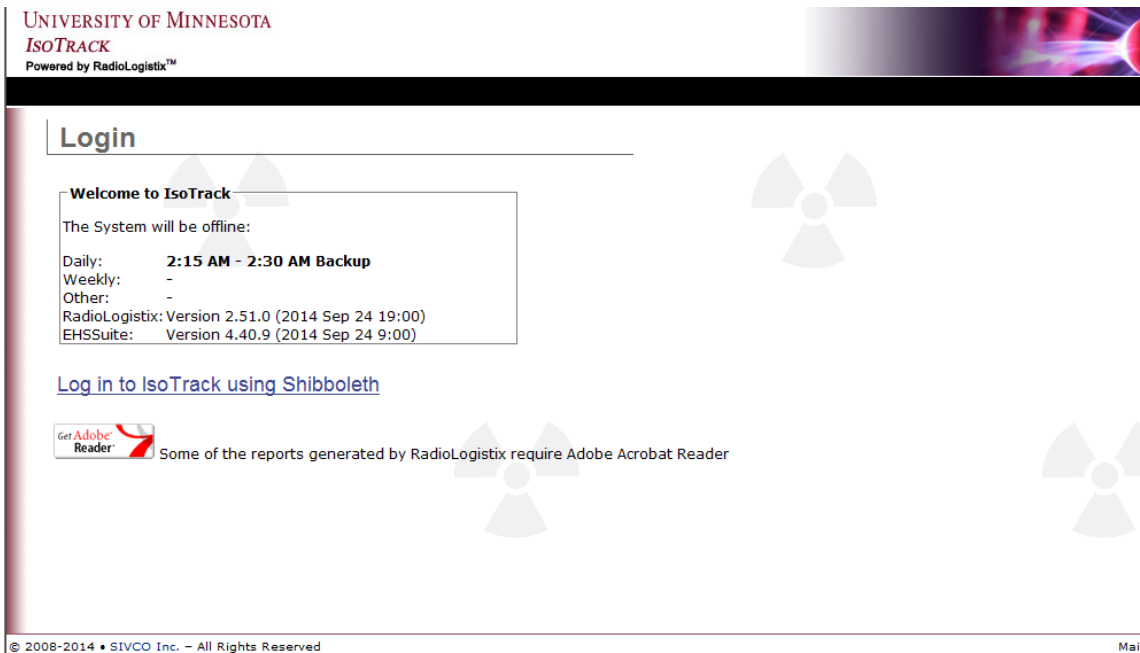 UNIVERSITY OF MINNESOTA
ISOTRACK
Powered by RadioLogistix™
Login
Welcome to IsoTrack
The System will be offline:
Daily: 2:15 AM - 2:30 AM Backup
Weekly: -
Other: -
RadioLogistix: Version 2.51.0 (2014 Sep 24 19:00)
EHSSuite: Version 4.40.9 (2014 Sep 24 9:00)
Log in to IsoTrack using Shibboleth
Get Adobe®
Reader®
Some of the reports generated by RadioLogistix require Adobe Acrobat Reader
© 2008-2014 • SIVCO Inc. – All Rights Reserved
Mai